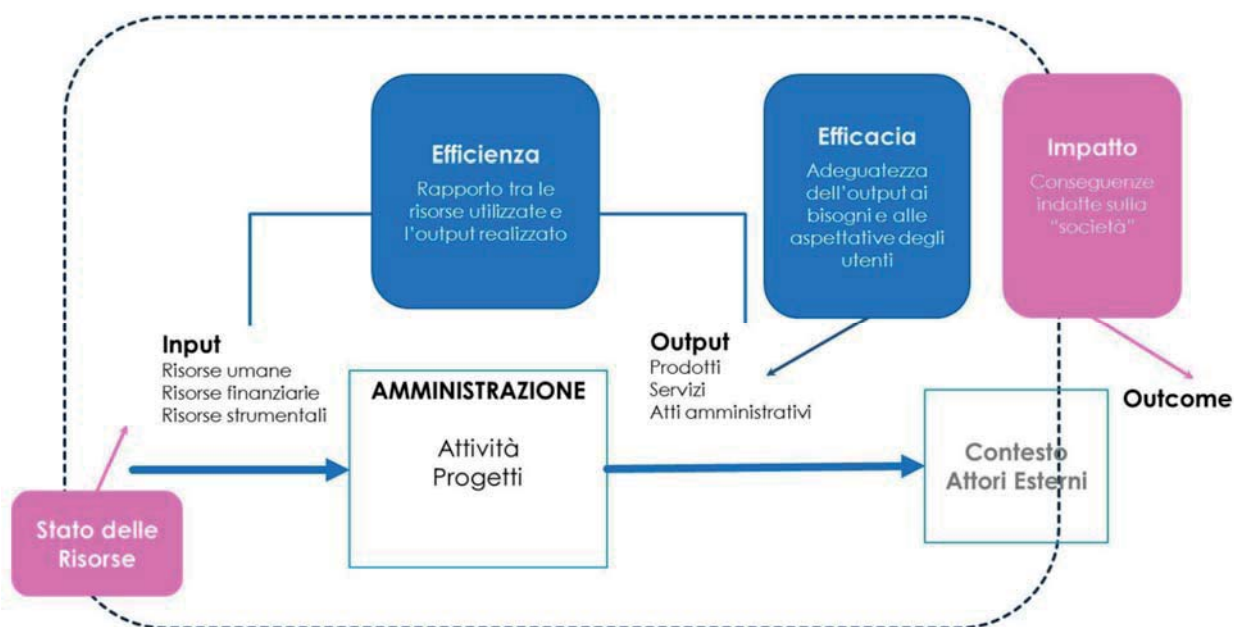 Efficienza
Rapporto tra le
risorse utilizzate e
l'output realizzato
Efficacia
Adeguatezza
dell'output ai
bisogni e alle
aspettative degli
utenti
Impatto
Conseguenze
indotte sulla
"società"
Input
Risorse umane
Risorse finanziarie
Risorse strumentali
AMMINISTRAZIONE
Attività
Progetti
Output
Prodotti
Servizi
Atti amministrativi
Outcome
Contesto
Attori Esterni
Stato delle
Risorse